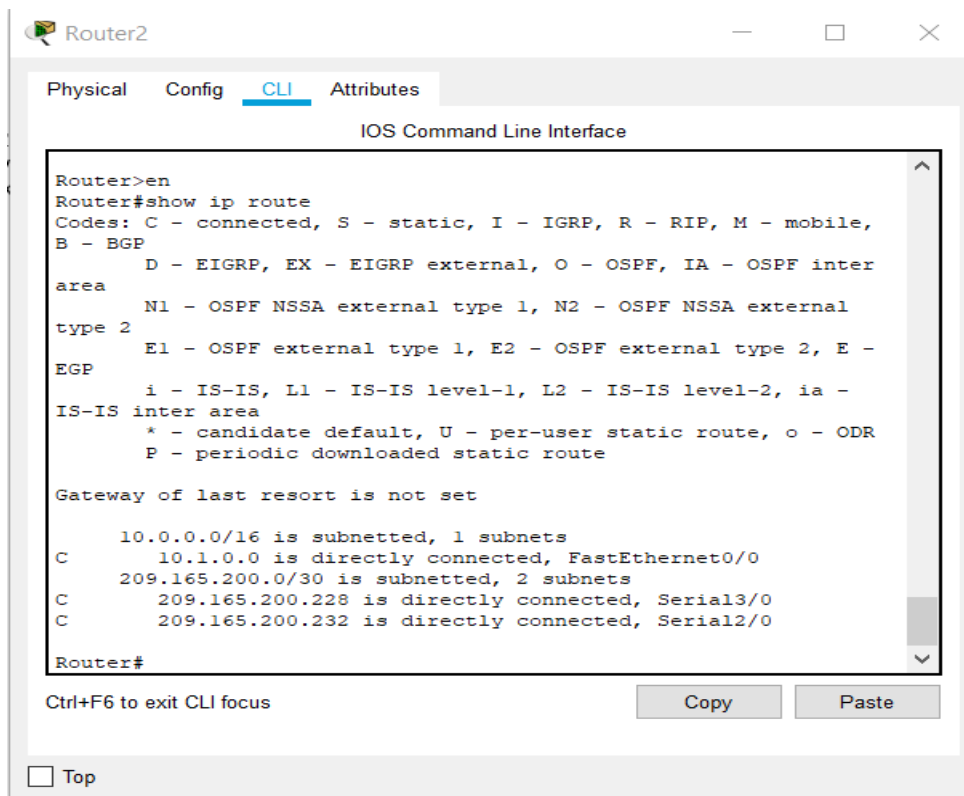 Router2
Physical Config CLI Attributes
IOS Command Line Interface
Router>en
Router#show ip route
Codes: C - connected, S - static, I - IGRP, R - RIP, M - mobile,
B - BGP
D - EIGRP, EX - EIGRP external, O - OSPF, IA - OSPF inter
area
N1 - OSPF NSSA external type 1, N2 - OSPF NSSA external
type 2
E1 - OSPF external type 1, E2 - OSPF external type 2, E -
EGP
i - IS-IS, L1 - IS-IS level-1, L2 - IS-IS level-2, ia -
IS-IS inter area
* - candidate default, U - per-user static route, o - ODR
P - periodic downloaded static route
Gateway of last resort is not set
10.0.0.0/16 is subnetted, 1 subnets
C 10.1.0.0 is directly connected, FastEthernet0/0
209.165.200.0/30 is subnetted, 2 subnets
C 209.165.200.228 is directly connected, Serial3/0
C 209.165.200.232 is directly connected, Serial2/0
Router#
Ctrl+F6 to exit CLI focus Copy Paste
Top